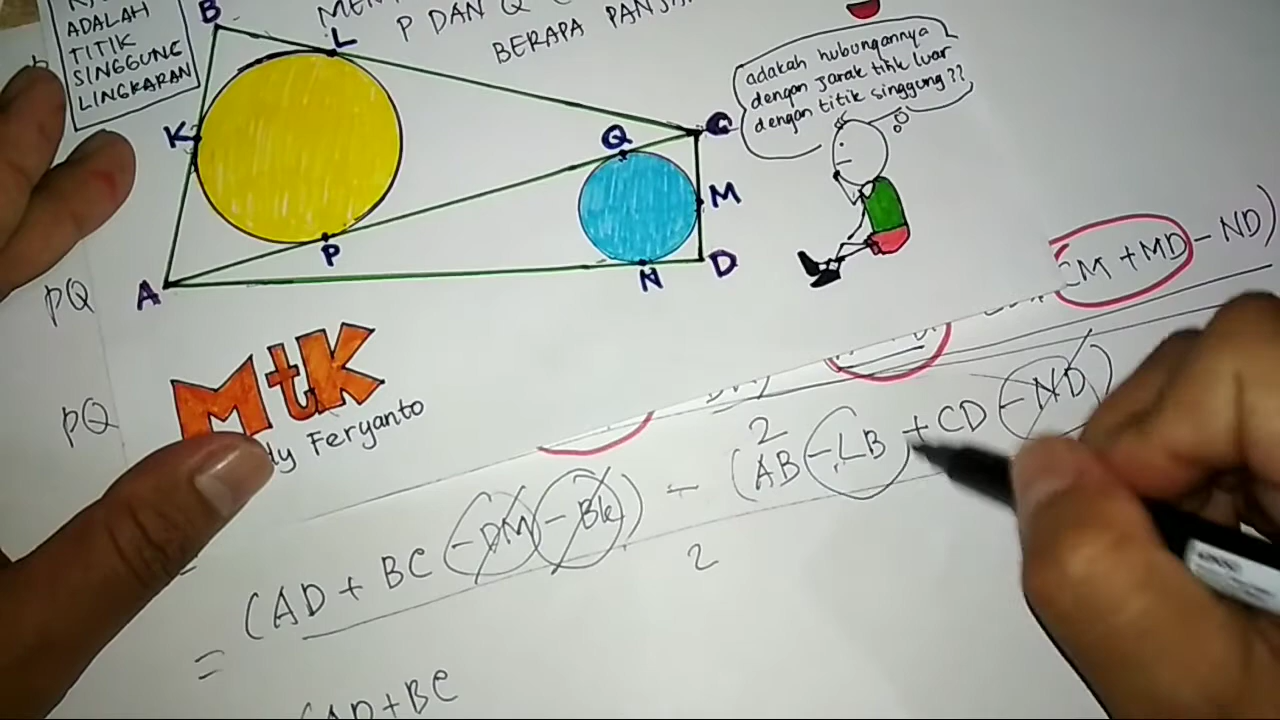 ADALAH
TITIK
SINGGUNG
LINGKARAN
P DAN Q
BERAPA
adakah hubungannya
dengan jarak titik luar
dengan titik singgung??
B
L
K
C
Q
M
P
A
N
D
PQ
MtK
dy Feryanto
PQ
CM + MD - ND)
2
(AD + BC - DM - BK) - (AB - LB + CD - ND)
2
=
(AD+BC